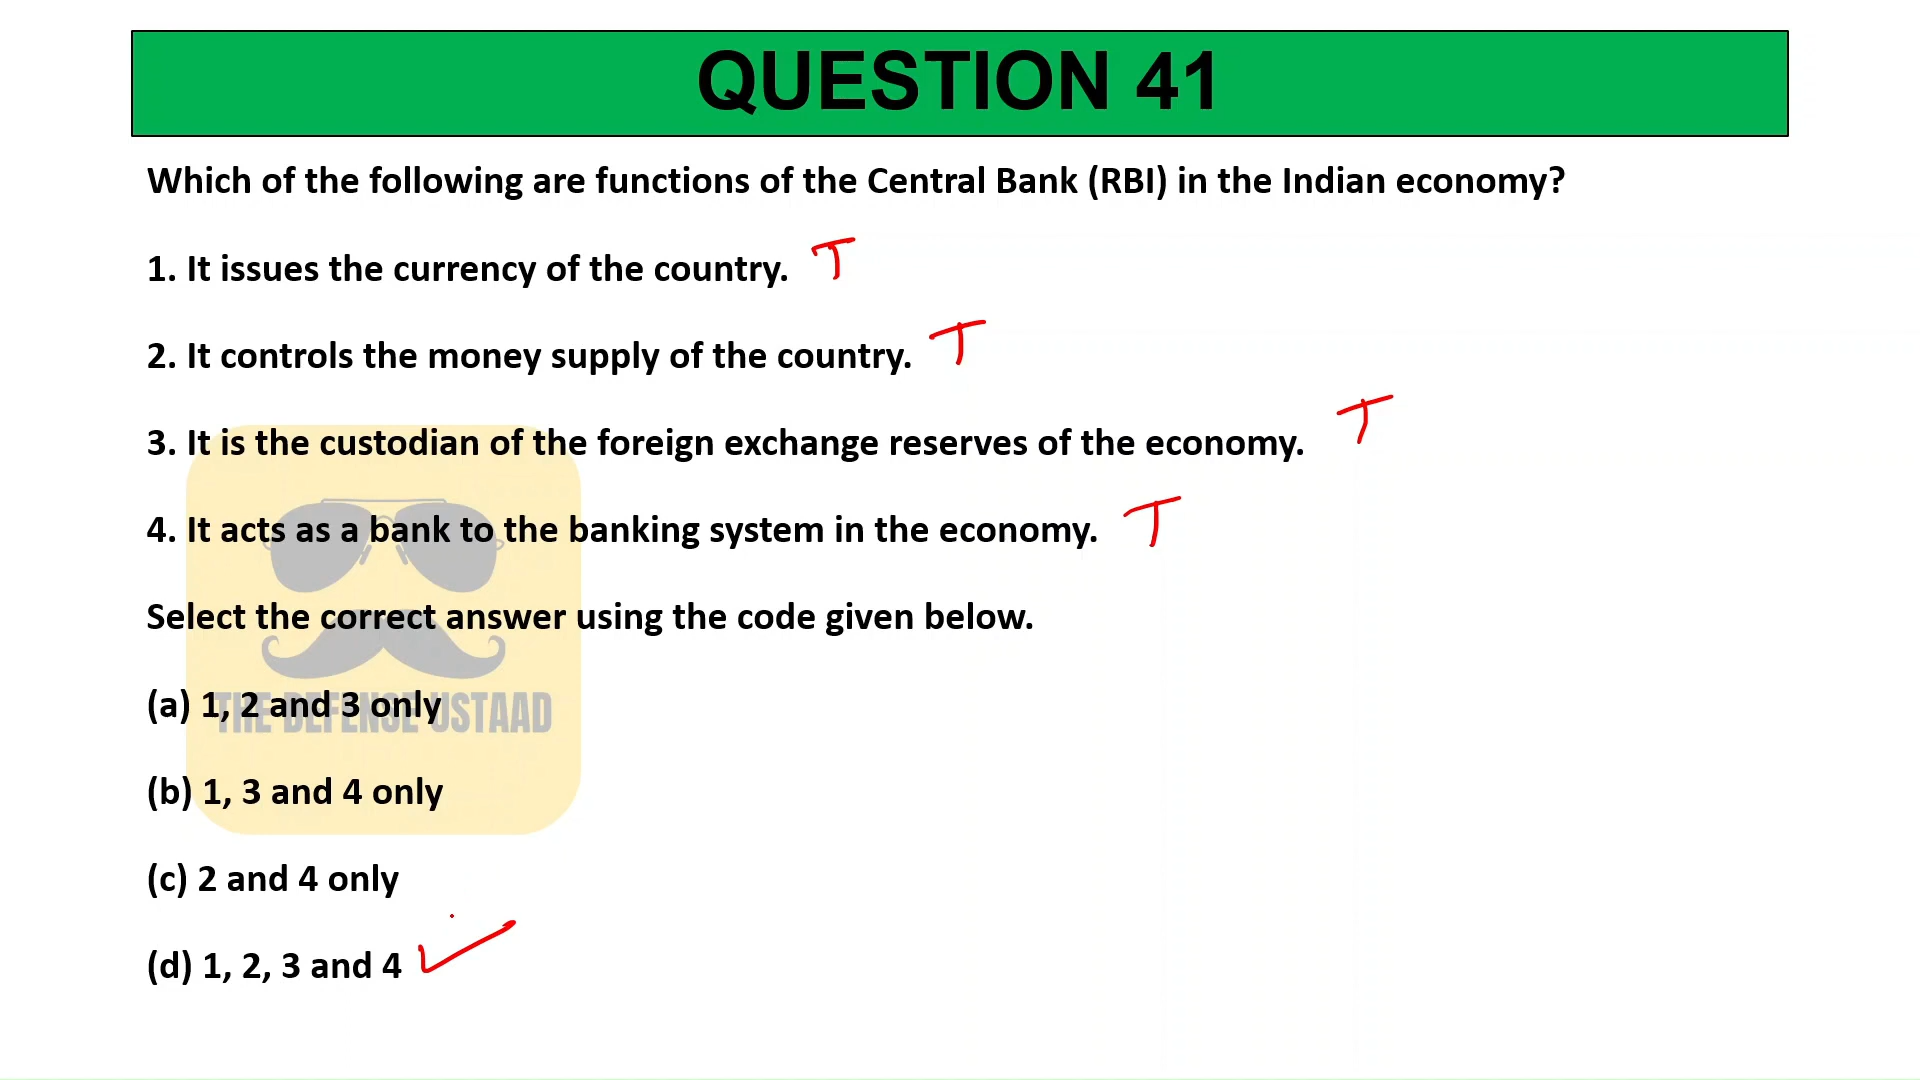 QUESTION 41
Which of the following are functions of the Central Bank (RBI) in the Indian economy?
1. It issues the currency of the country. T
2. It controls the money supply of the country. T
3. It is the custodian of the foreign exchange reserves of the economy. T
4. It acts as a bank to the banking system in the economy. T
Select the correct answer using the code given below.
(a) 1, 2 and 3 only
THE DEFENSE USTAAD
(b) 1, 3 and 4 only
(c) 2 and 4 only
(d) 1, 2, 3 and 4